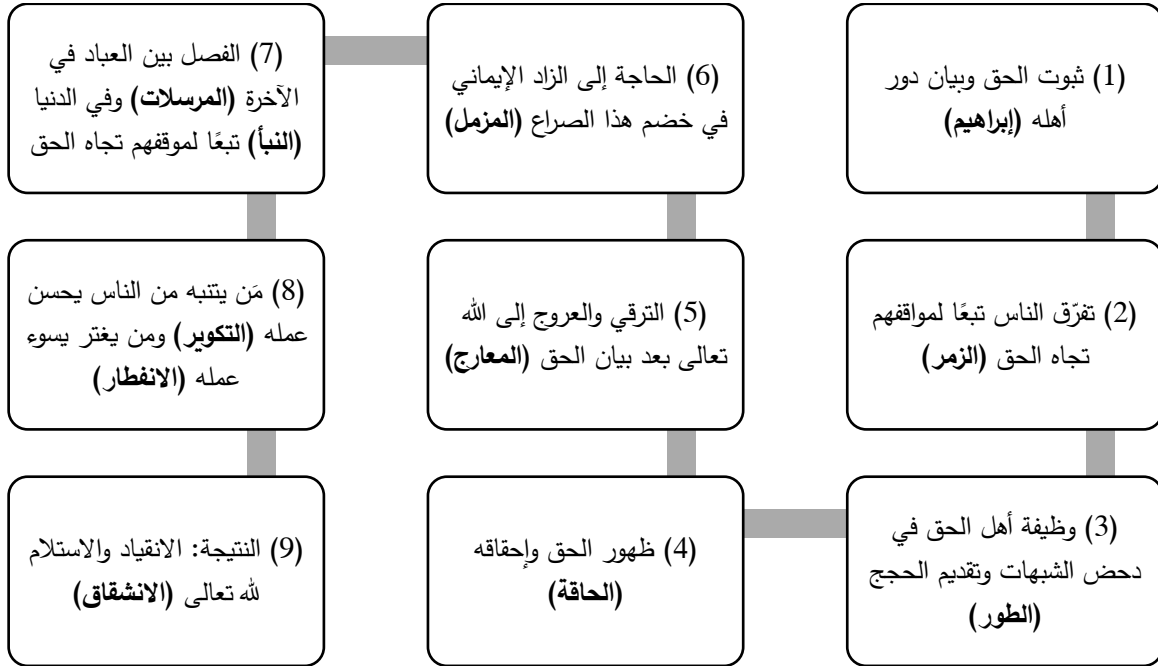 (1) ثبوت الحق وبيان دور
أهله (إبراهيم)
(2) تفرّق الناس تبعًا لمواقفهم
تجاه الحق (الزمر)
(3) وظيفة أهل الحق في
دحض الشبهات وتقديم الحجج
(الطور)
(4) ظهور الحق وإحقاقه
(الحاقة)
(5) الترقي والعروج إلى الله
تعالى بعد بيان الحق (المعارج)
(6) الحاجة إلى الزاد الإيماني
في خضم هذا الصراع (المزمل)
(7) الفصل بين العباد في
الآخرة (المرسلات) وفي الدنيا
(النبأ) تبعًا لموقفهم تجاه الحق
(8) مَن يتنبه من الناس يحسن
عمله (التكوير) ومن يغتر يسوء
عمله (الانفطار)
(9) النتيجة: الانقياد والاستلام
لله تعالى (الانشقاق)